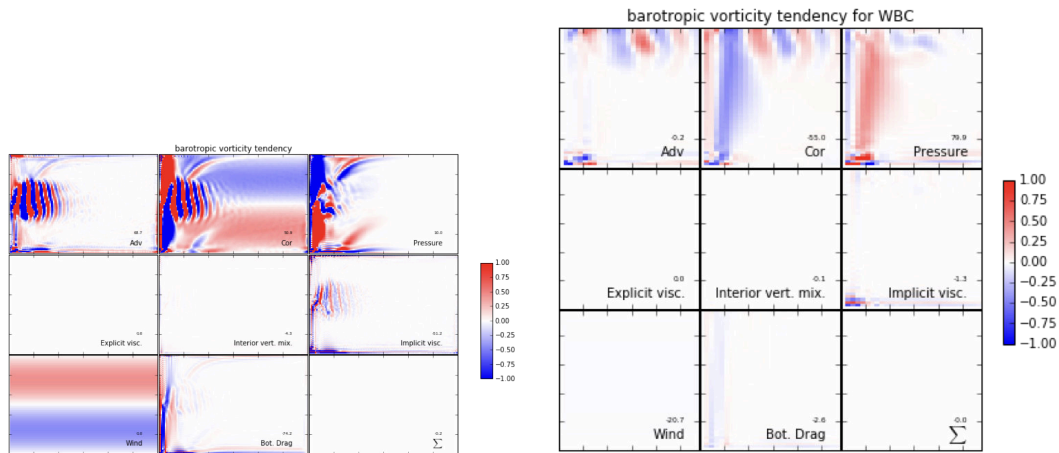 barotropic vorticity tendency for WBC
-0.2
Adv
-55.0
Cor
79.9
Pressure
0.0
Explicit visc.
-0.1
Interior vert. mix.
-1.3
Implicit visc.
-20.7
Wind
-2.6
Bot. Drag
-0.0
∑
1.00
0.75
0.50
0.25
0.00
−0.25
−0.50
−0.75
−1.00
barotropic vorticity tendency
Adv
Cor
Pressure
Explicit visc.
Interior vert. mix.
Implicit visc.
Wind
Bot. Drag
∑
1.00
0.75
0.50
0.25
0.00
−0.25
−0.50
−0.75
−1.00